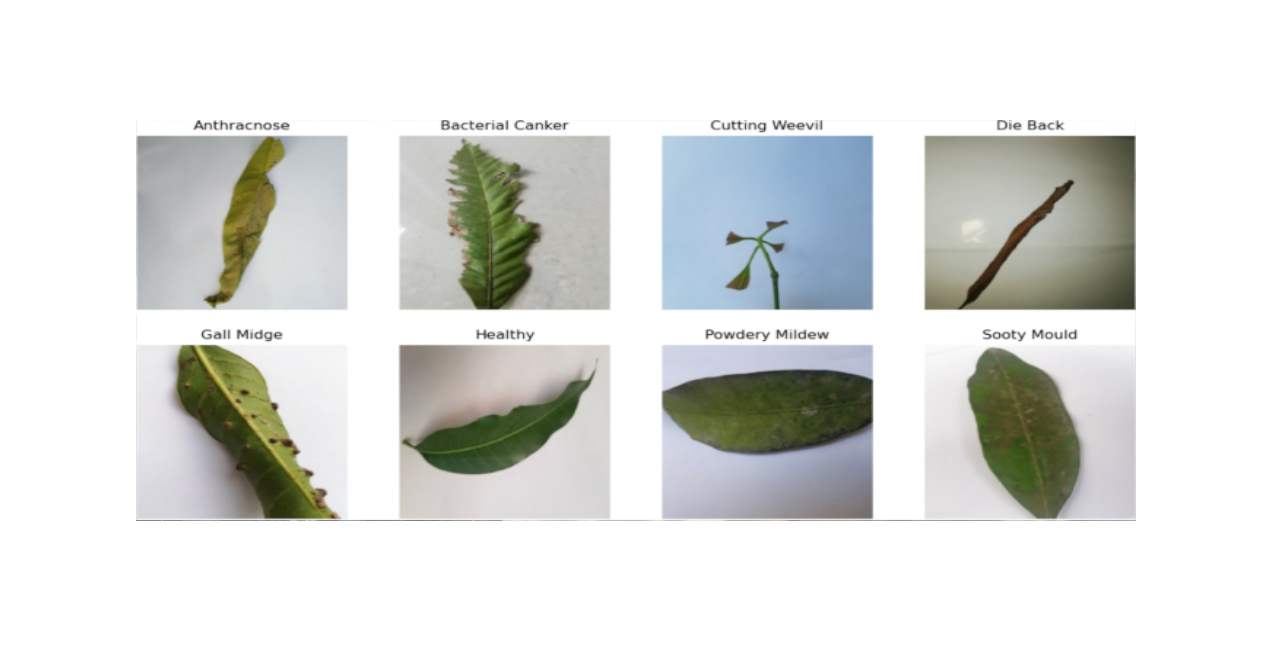 Anthracnose
Bacterial Canker
Cutting Weevil
Die Back
Gall Midge
Healthy
Powdery Mildew
Sooty Mould